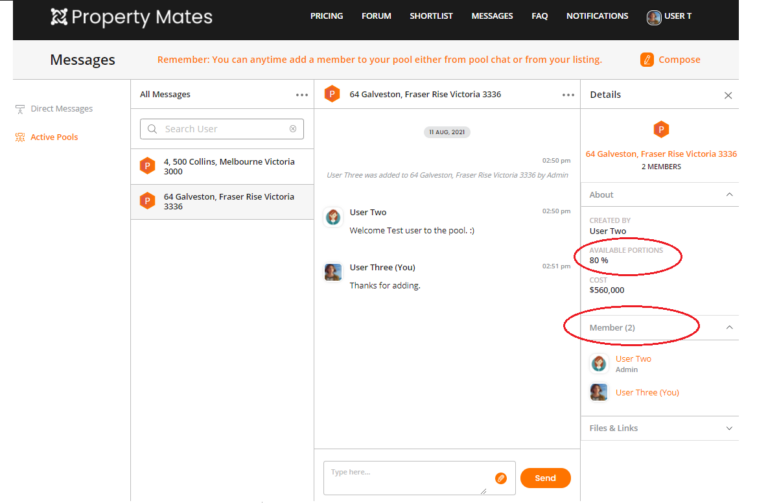 Property Mates
PRICING FORUM SHORTLIST MESSAGES FAQ NOTIFICATIONS USER T
Messages
Remember: You can anytime add a member to your pool either from pool chat or from your listing.
Compose
Direct Messages
Active Pools
All Messages
Search User
P
4, 500 Collins, Melbourne Victoria
3000
P
64 Galveston, Fraser Rise Victoria
3336
P
64 Galveston, Fraser Rise Victoria 3336
11 AUG, 2021
02:50 pm
User Three was added to 64 Galveston, Fraser Rise Victoria 3336 by Admin
User Two
02:50 pm
Welcome Test user to the pool. :)
User Three (You)
02:51 pm
Thanks for adding.
Type here...
Send
Details
P
64 Galveston, Fraser Rise Victoria 3336
2 MEMBERS
About
CREATED BY
User Two
AVAILABLE PORTIONS
80 %
COST
$560,000
Member (2)
User Two
Admin
User Three (You)
Files & Links